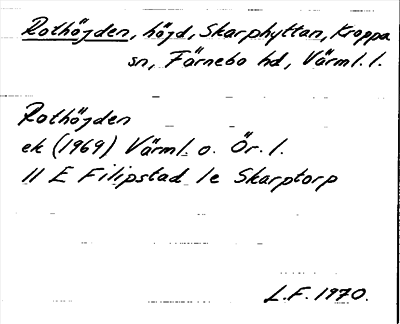 Rothöjden, höjd, Skarphyttan, Kroppa
sn, Färnebo hd, Värml. l.
Rothöjden
ek (1969) Värml. o. Ör. l.
11 E Filipstad 1e Skarptorp
L.F. 1970.